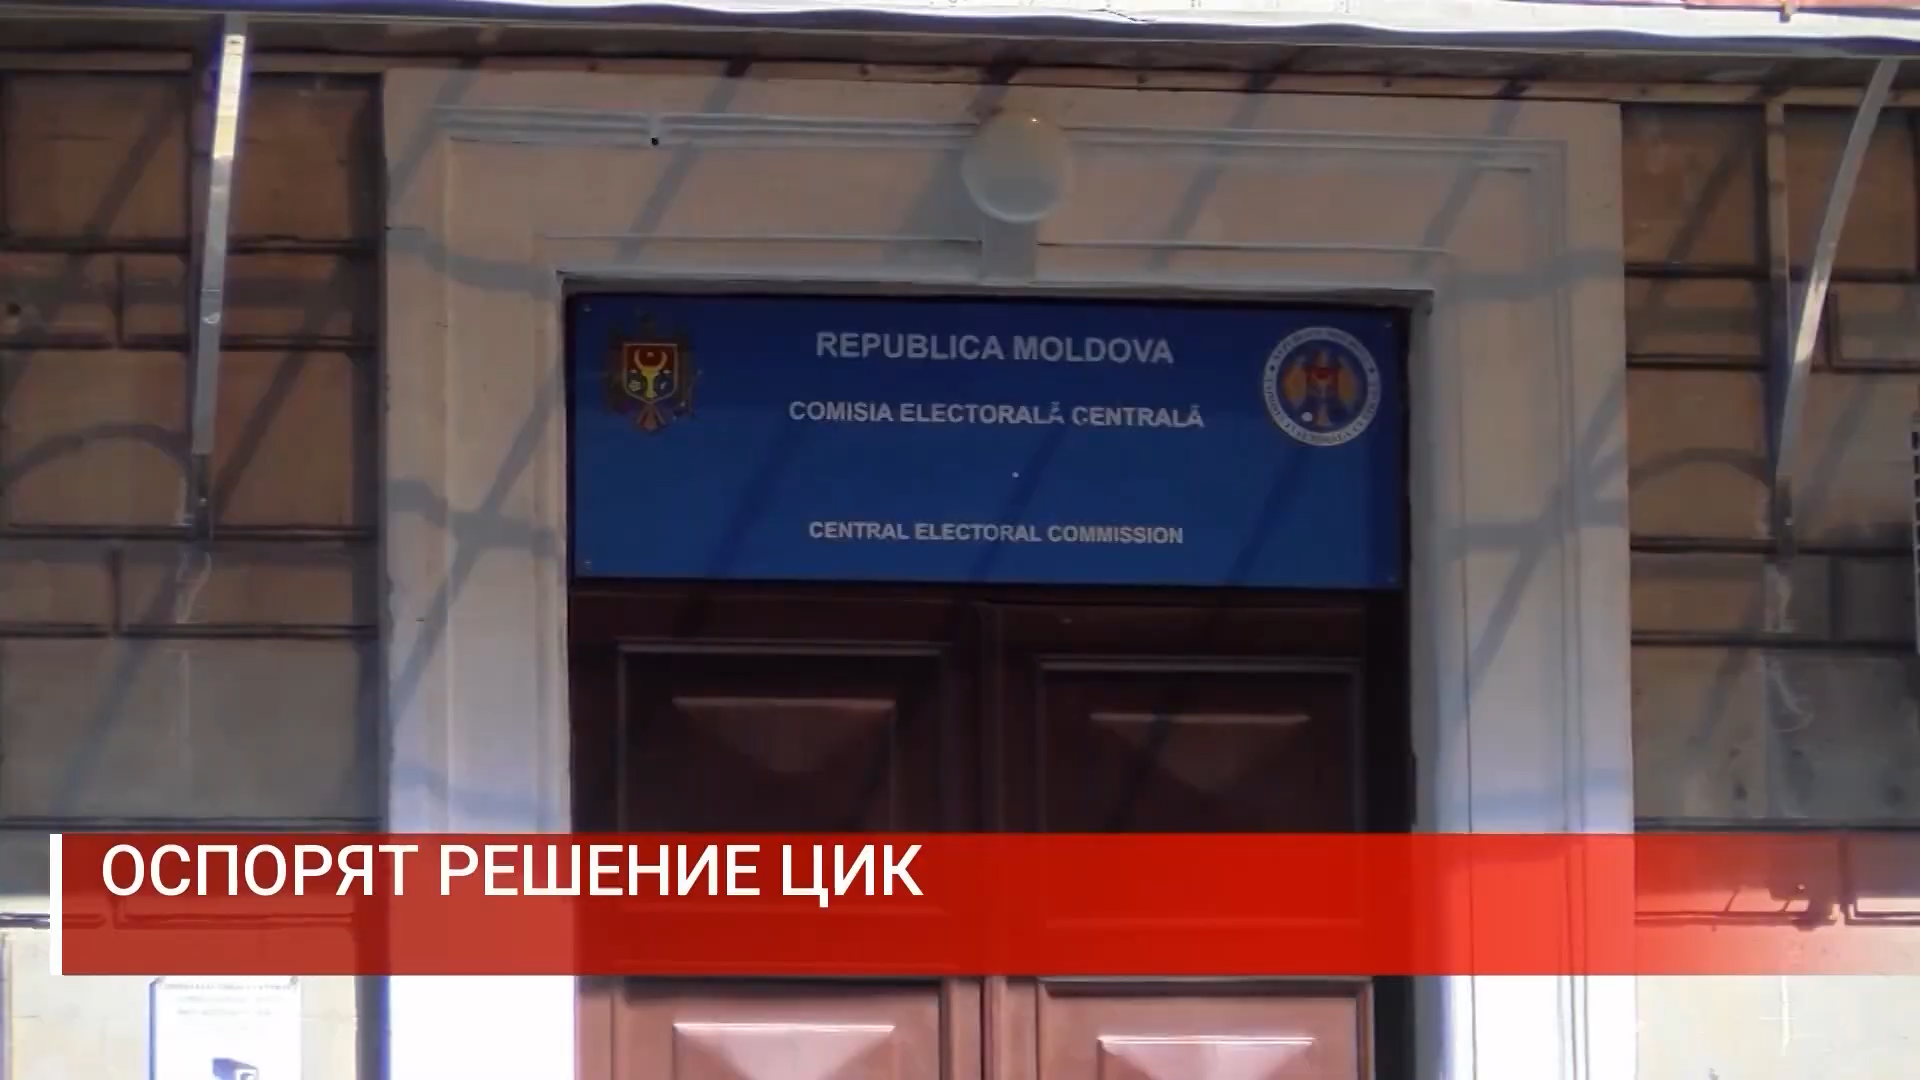 REPUBLICA MOLDOVA
COMISIA ELECTORALĂ CENTRALĂ
CENTRAL ELECTORAL COMMISSION
ОСПОРЯТ РЕШЕНИЕ ЦИК